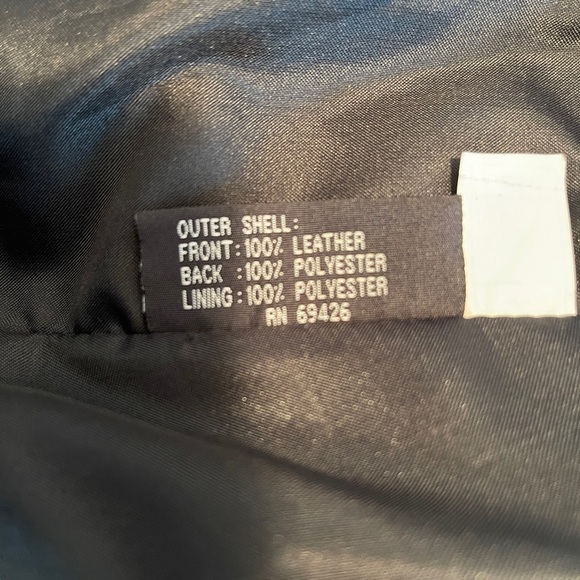 OUTER SHELL:
FRONT:100% LEATHER
BACK :100% POLYESTER
LINING:100% POLYESTER
RN 69426